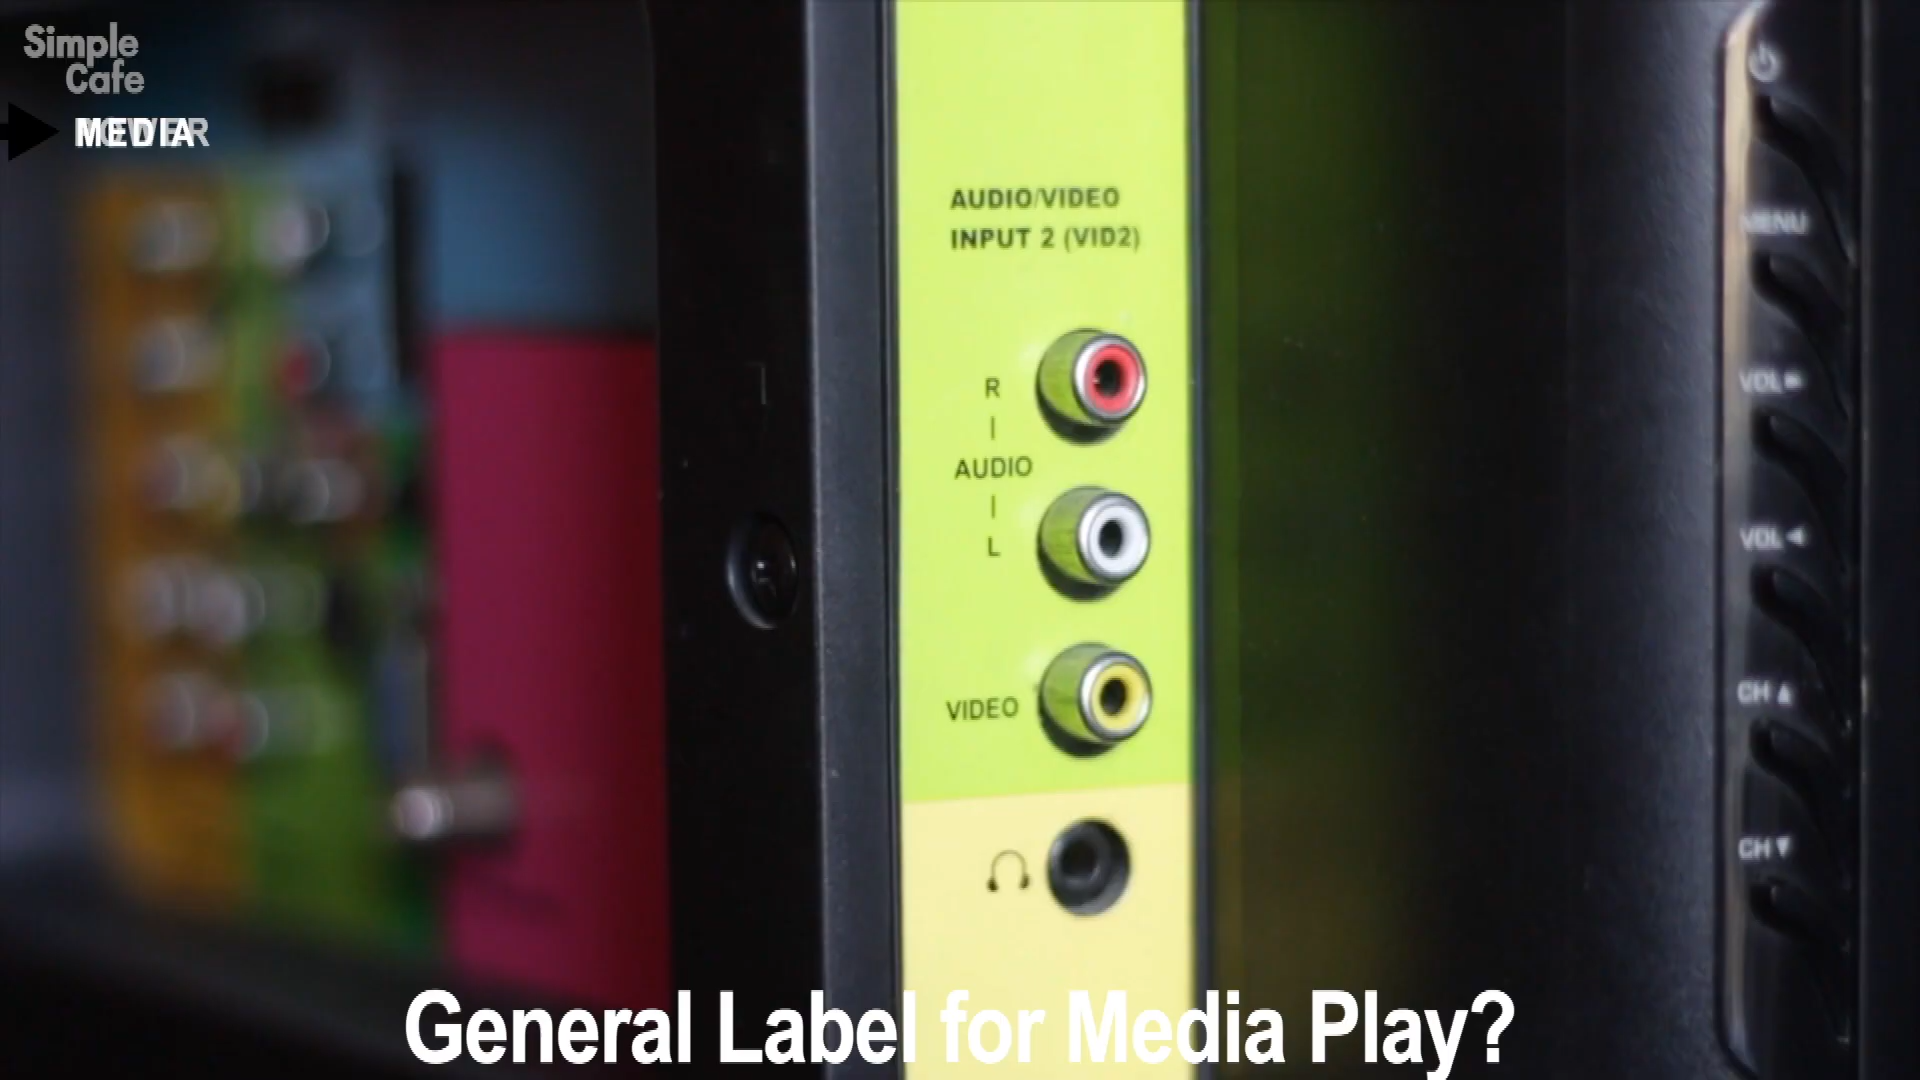 Simple
Cafe
MEDIA
AUDIO/VIDEO
INPUT 2 (VID2)
R
AUDIO
L
VIDEO
MENU
VOL ▶
VOL ◀
CH ▲
CH ▼
General Label for Media Play?